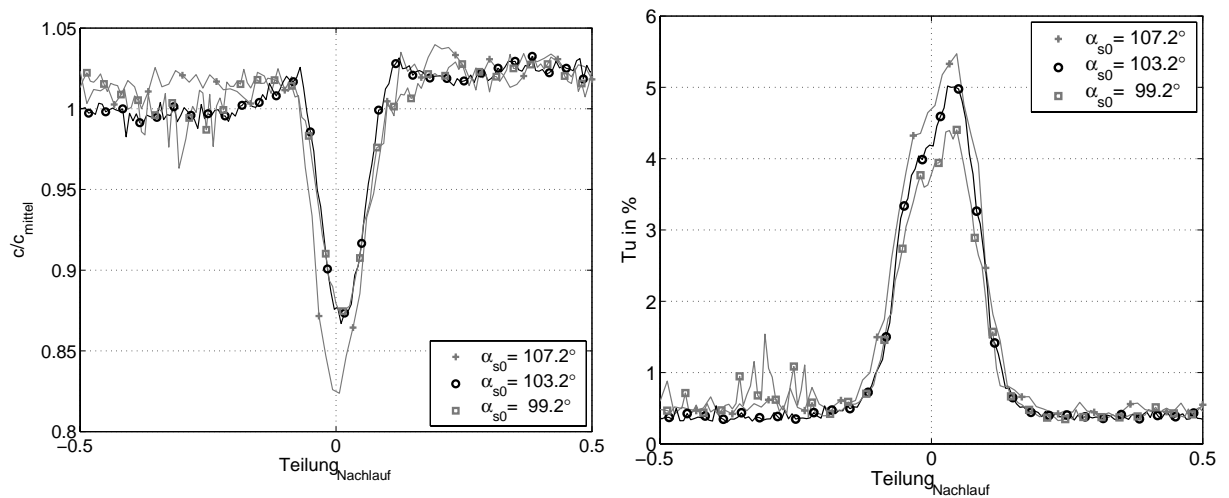 1.05
1
0.95
0.9
0.85
0.8
c/c_mittel
-0.5
0
0.5
Teilung_Nachlauf
α_s0 = 107.2°
α_s0 = 103.2°
α_s0 = 99.2°
6
5
4
3
2
1
0
Tu in %
-0.5
0
0.5
Teilung_Nachlauf
α_s0 = 107.2°
α_s0 = 103.2°
α_s0 = 99.2°